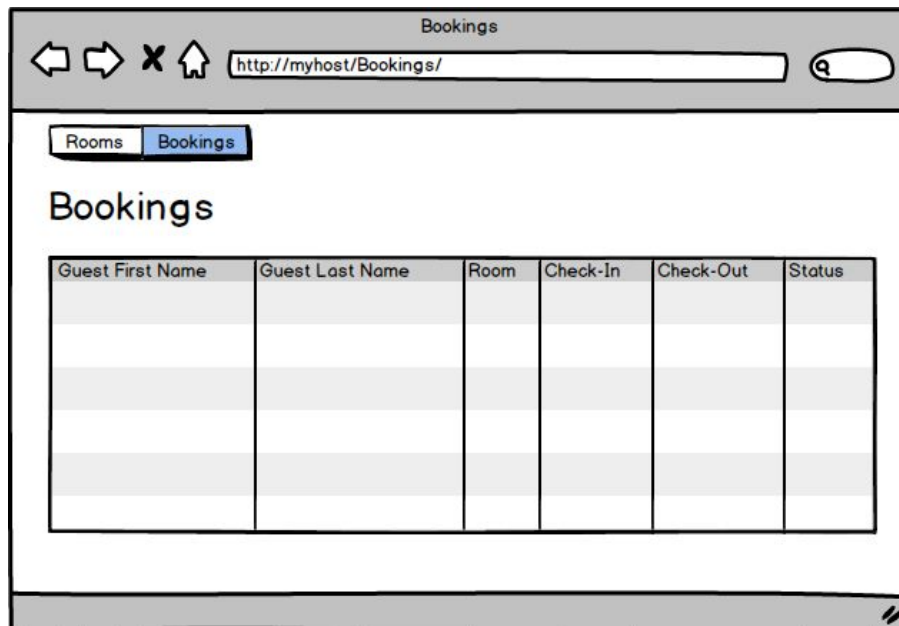 Bookings
http://myhost/Bookings/
Rooms Bookings
Bookings
Guest First Name Guest Last Name Room Check-In Check-Out Status